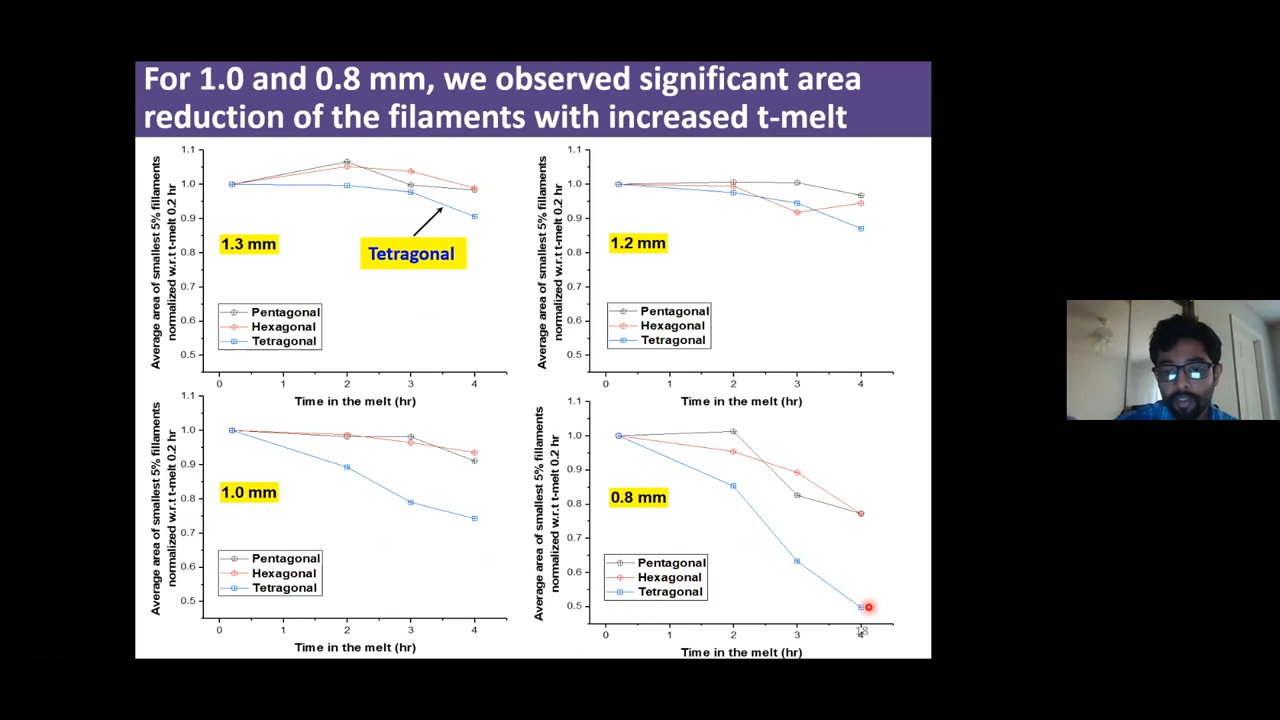 For 1.0 and 0.8 mm, we observed significant area
reduction of the filaments with increased t-melt
Average area of smallest 5% fillaments
normalized w.r.t t-melt 0.2 hr
1.1
1.0
0.9
0.8
0.7
0.6
0.5
1.3 mm
Tetragonal
Pentagonal
Hexagonal
Tetragonal
0 1 2 3 4
Time in the melt (hr)
Average area of smallest 5% fillaments
normalized w.r.t t-melt 0.2 hr
1.1
1.0
0.9
0.8
0.7
0.6
0.5
1.2 mm
Pentagonal
Hexagonal
Tetragonal
0 1 2 3 4
Time in the melt (hr)
Average area of smallest 5% fillaments
normalized w.r.t t-melt 0.2 hr
1.1
1.0
0.9
0.8
0.7
0.6
0.5
1.0 mm
Pentagonal
Hexagonal
Tetragonal
0 1 2 3 4
Time in the melt (hr)
Average area of smallest 5% fillaments
normalized w.r.t t-melt 0.2 hr
1.1
1.0
0.9
0.8
0.7
0.6
0.5
0.8 mm
Pentagonal
Hexagonal
Tetragonal
0 1 2 3 4
18
Time in the melt (hr)